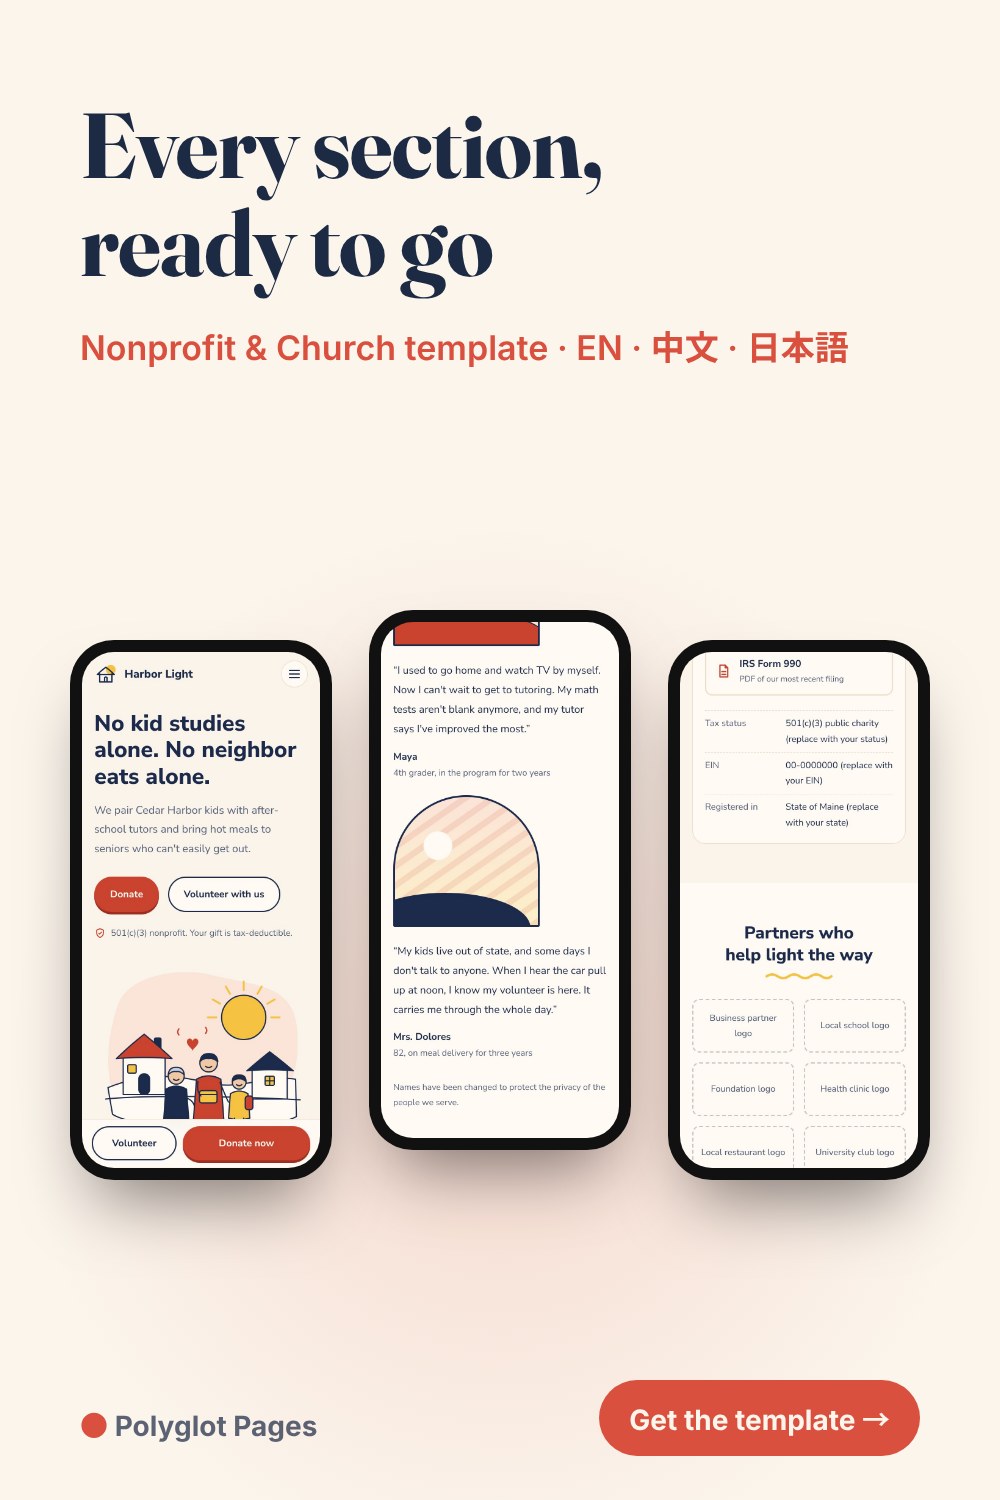 Every section,
ready to go
Nonprofit & Church template · EN · 中文 · 日本語
Harbor Light
No kid studies
alone. No neighbor
eats alone.
We pair Cedar Harbor kids with after-
school tutors and bring hot meals to
seniors who can't easily get out.
Donate
Volunteer with us
501(c)(3) nonprofit. Your gift is tax-deductible.
Volunteer
Donate now
“I used to go home and watch TV by myself.
Now I can't wait to get to tutoring. My math
tests aren't blank anymore, and my tutor
says I've improved the most.”
Maya
4th grader, in the program for two years
“My kids live out of state, and some days I
don't talk to anyone. When I hear the car pull
up at noon, I know my volunteer is here. It
carries me through the whole day.”
Mrs. Dolores
82, on meal delivery for three years
Names have been changed to protect the privacy of the
people we serve.
IRS Form 990
PDF of our most recent filing
Tax status
501(c)(3) public charity
(replace with your status)
EIN
00-0000000 (replace with
your EIN)
Registered in
State of Maine (replace
with your state)
Partners who
help light the way
Business partner
logo
Local school logo
Foundation logo
Health clinic logo
Local restaurant logo
University club logo
Polyglot Pages
Get the template →